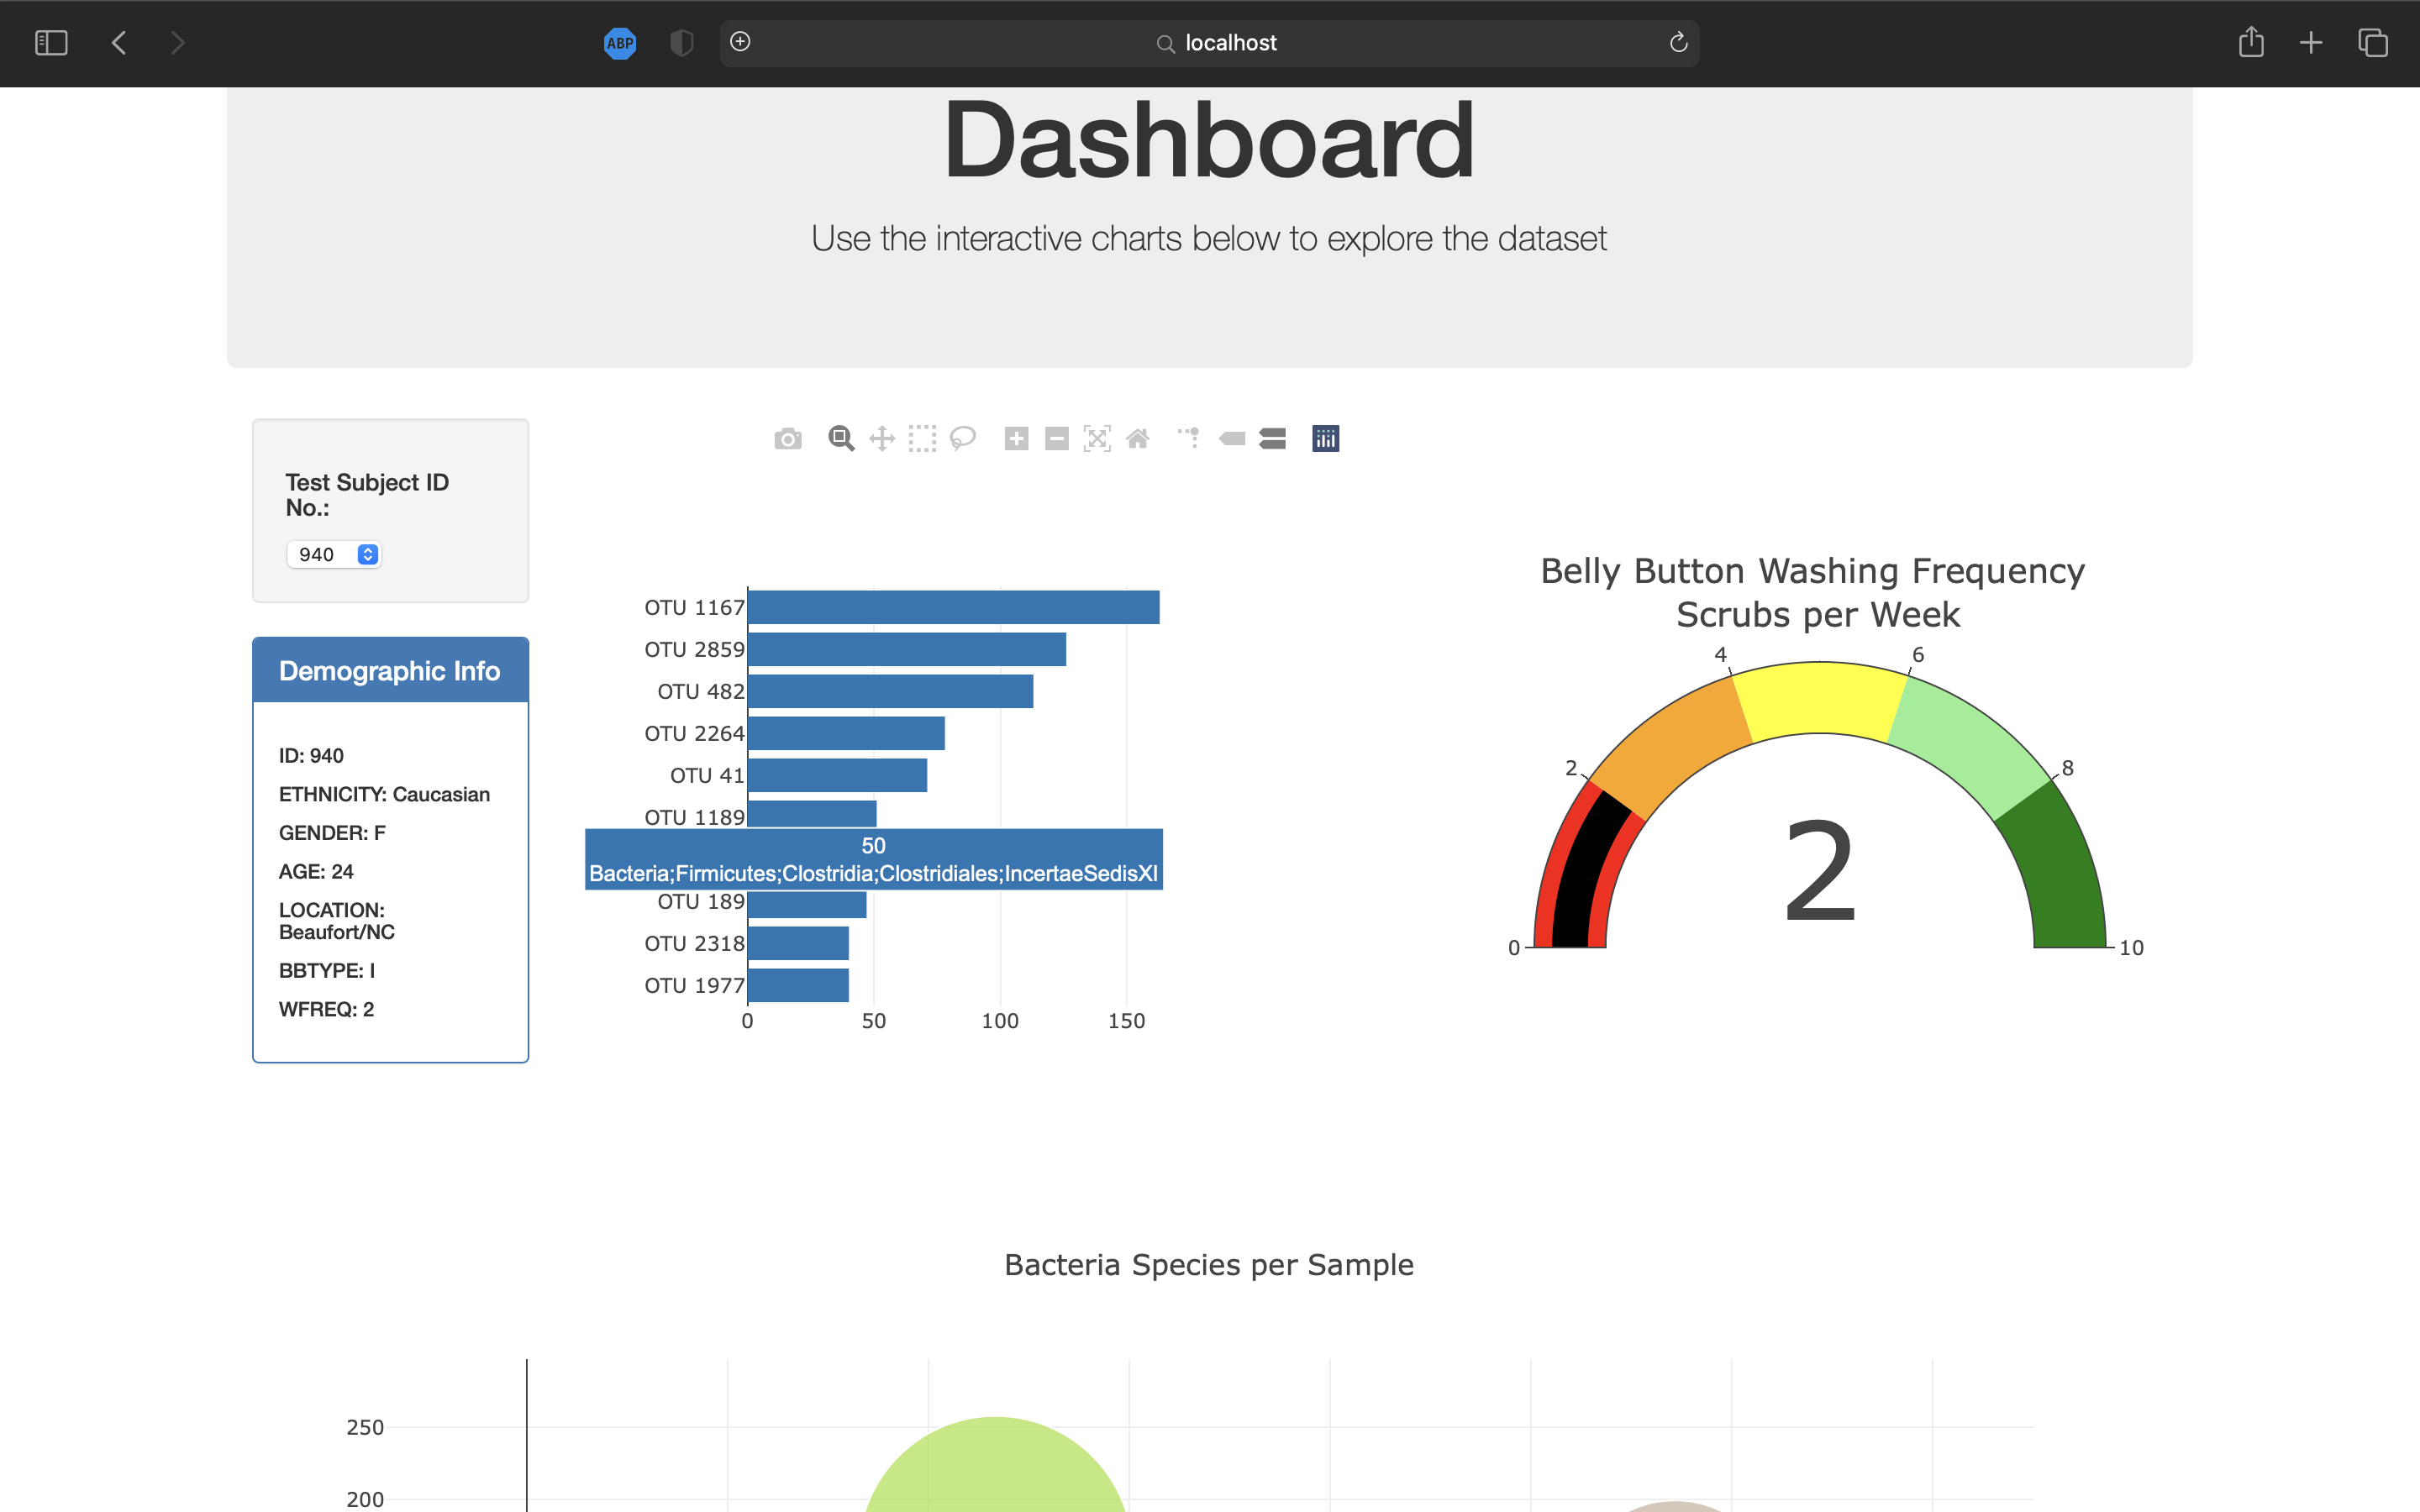 ABP
localhost
Dashboard
Use the interactive charts below to explore the dataset
Test Subject ID
No.:
940
Demographic Info
ID: 940
ETHNICITY: Caucasian
GENDER: F
AGE: 24
LOCATION:
Beaufort/NC
BBTYPE: I
WFREQ: 2
OTU 1167
OTU 2859
OTU 482
OTU 2264
OTU 41
OTU 1189
50
Bacteria;Firmicutes;Clostridia;Clostridiales;IncertaeSedisXI
OTU 189
OTU 2318
OTU 1977
0 50 100 150
Belly Button Washing Frequency
Scrubs per Week
4 6
2 8
2
0 10
Bacteria Species per Sample
250
200